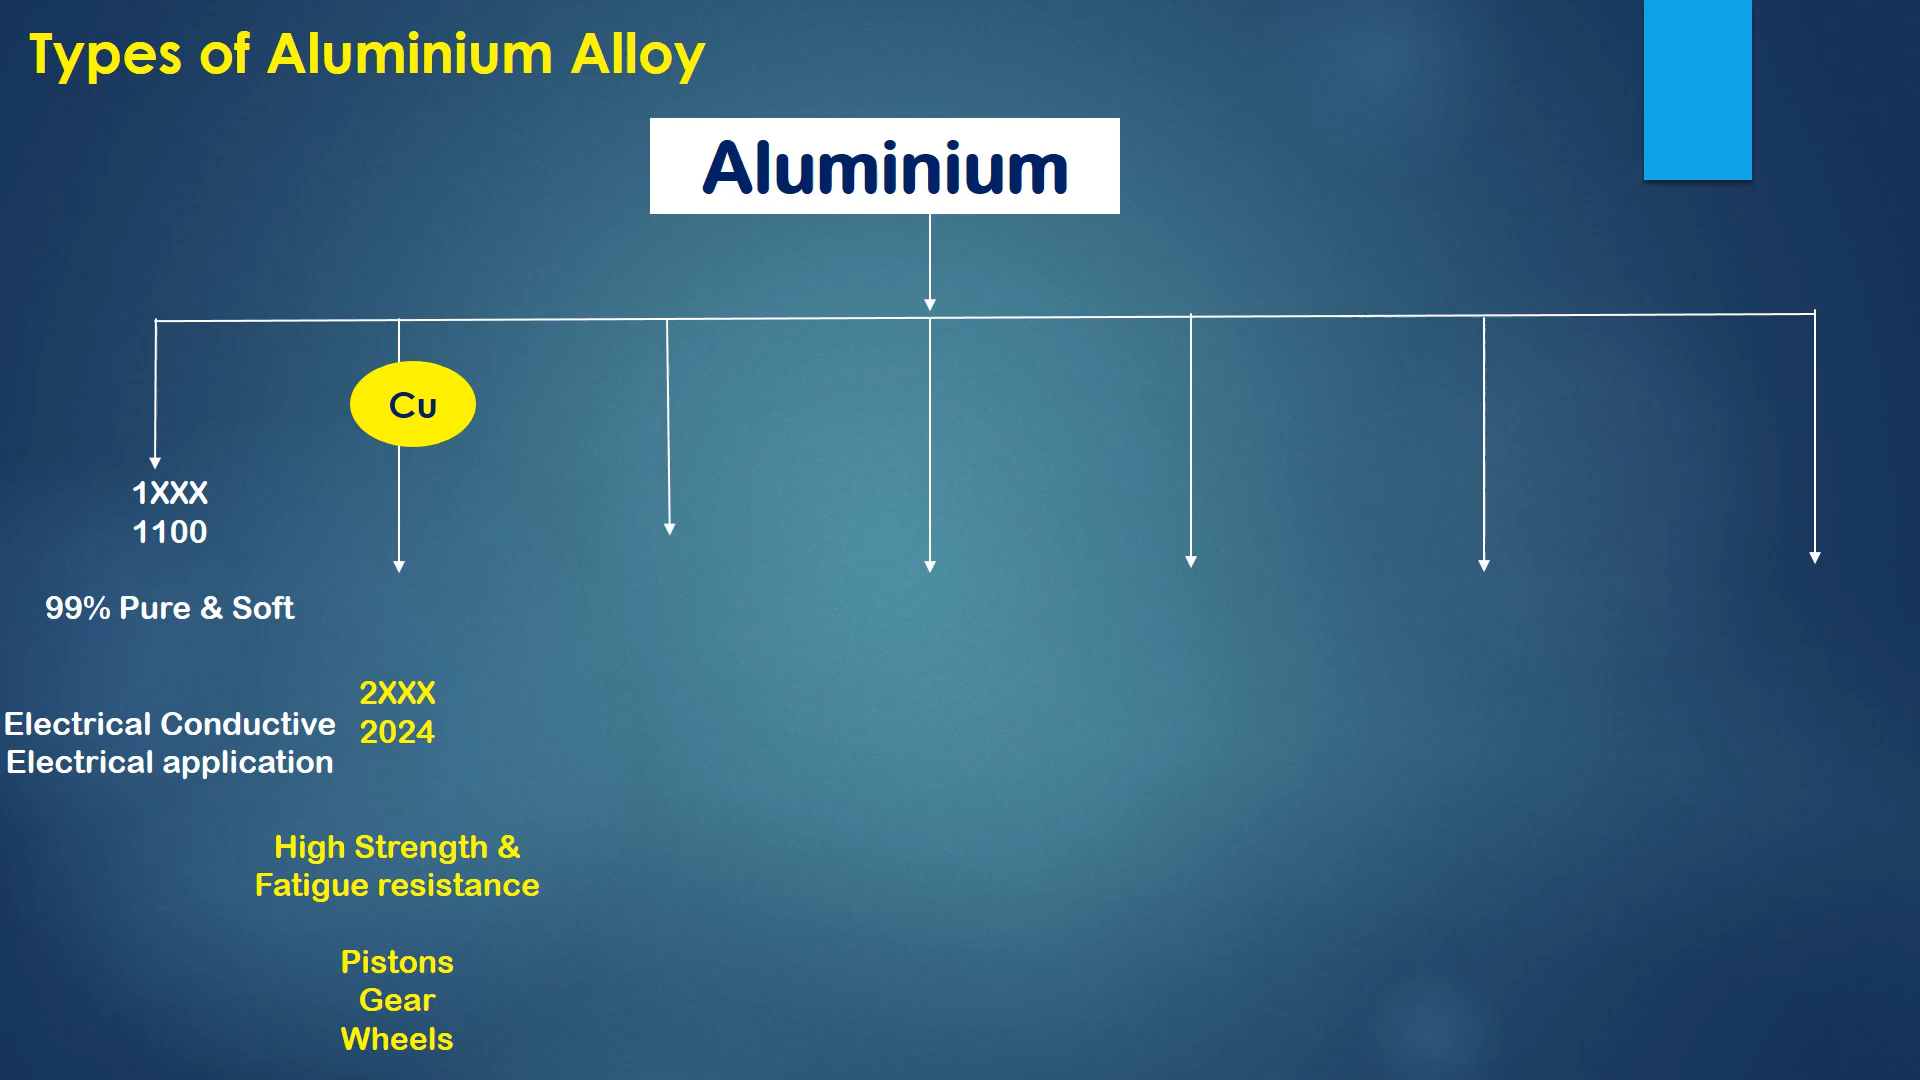 Types of Aluminium Alloy
Aluminium
Cu
1XXX
1100
99% Pure & Soft
Electrical Conductive
Electrical application
2XXX
2024
High Strength &
Fatigue resistance
Pistons
Gear
Wheels